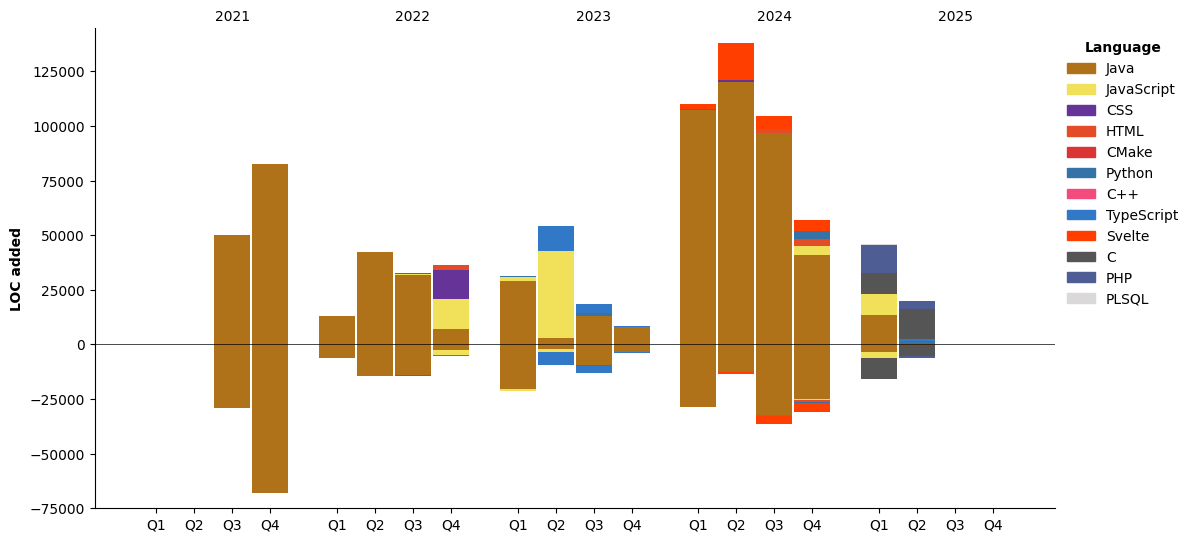 2021 2022 2023 2024 2025
LOC added
125000
100000
75000
50000
25000
0
−25000
−50000
−75000
Q1 Q2 Q3 Q4 Q1 Q2 Q3 Q4 Q1 Q2 Q3 Q4 Q1 Q2 Q3 Q4 Q1 Q2 Q3 Q4
Language
Java
JavaScript
CSS
HTML
CMake
Python
C++
TypeScript
Svelte
C
PHP
PLSQL